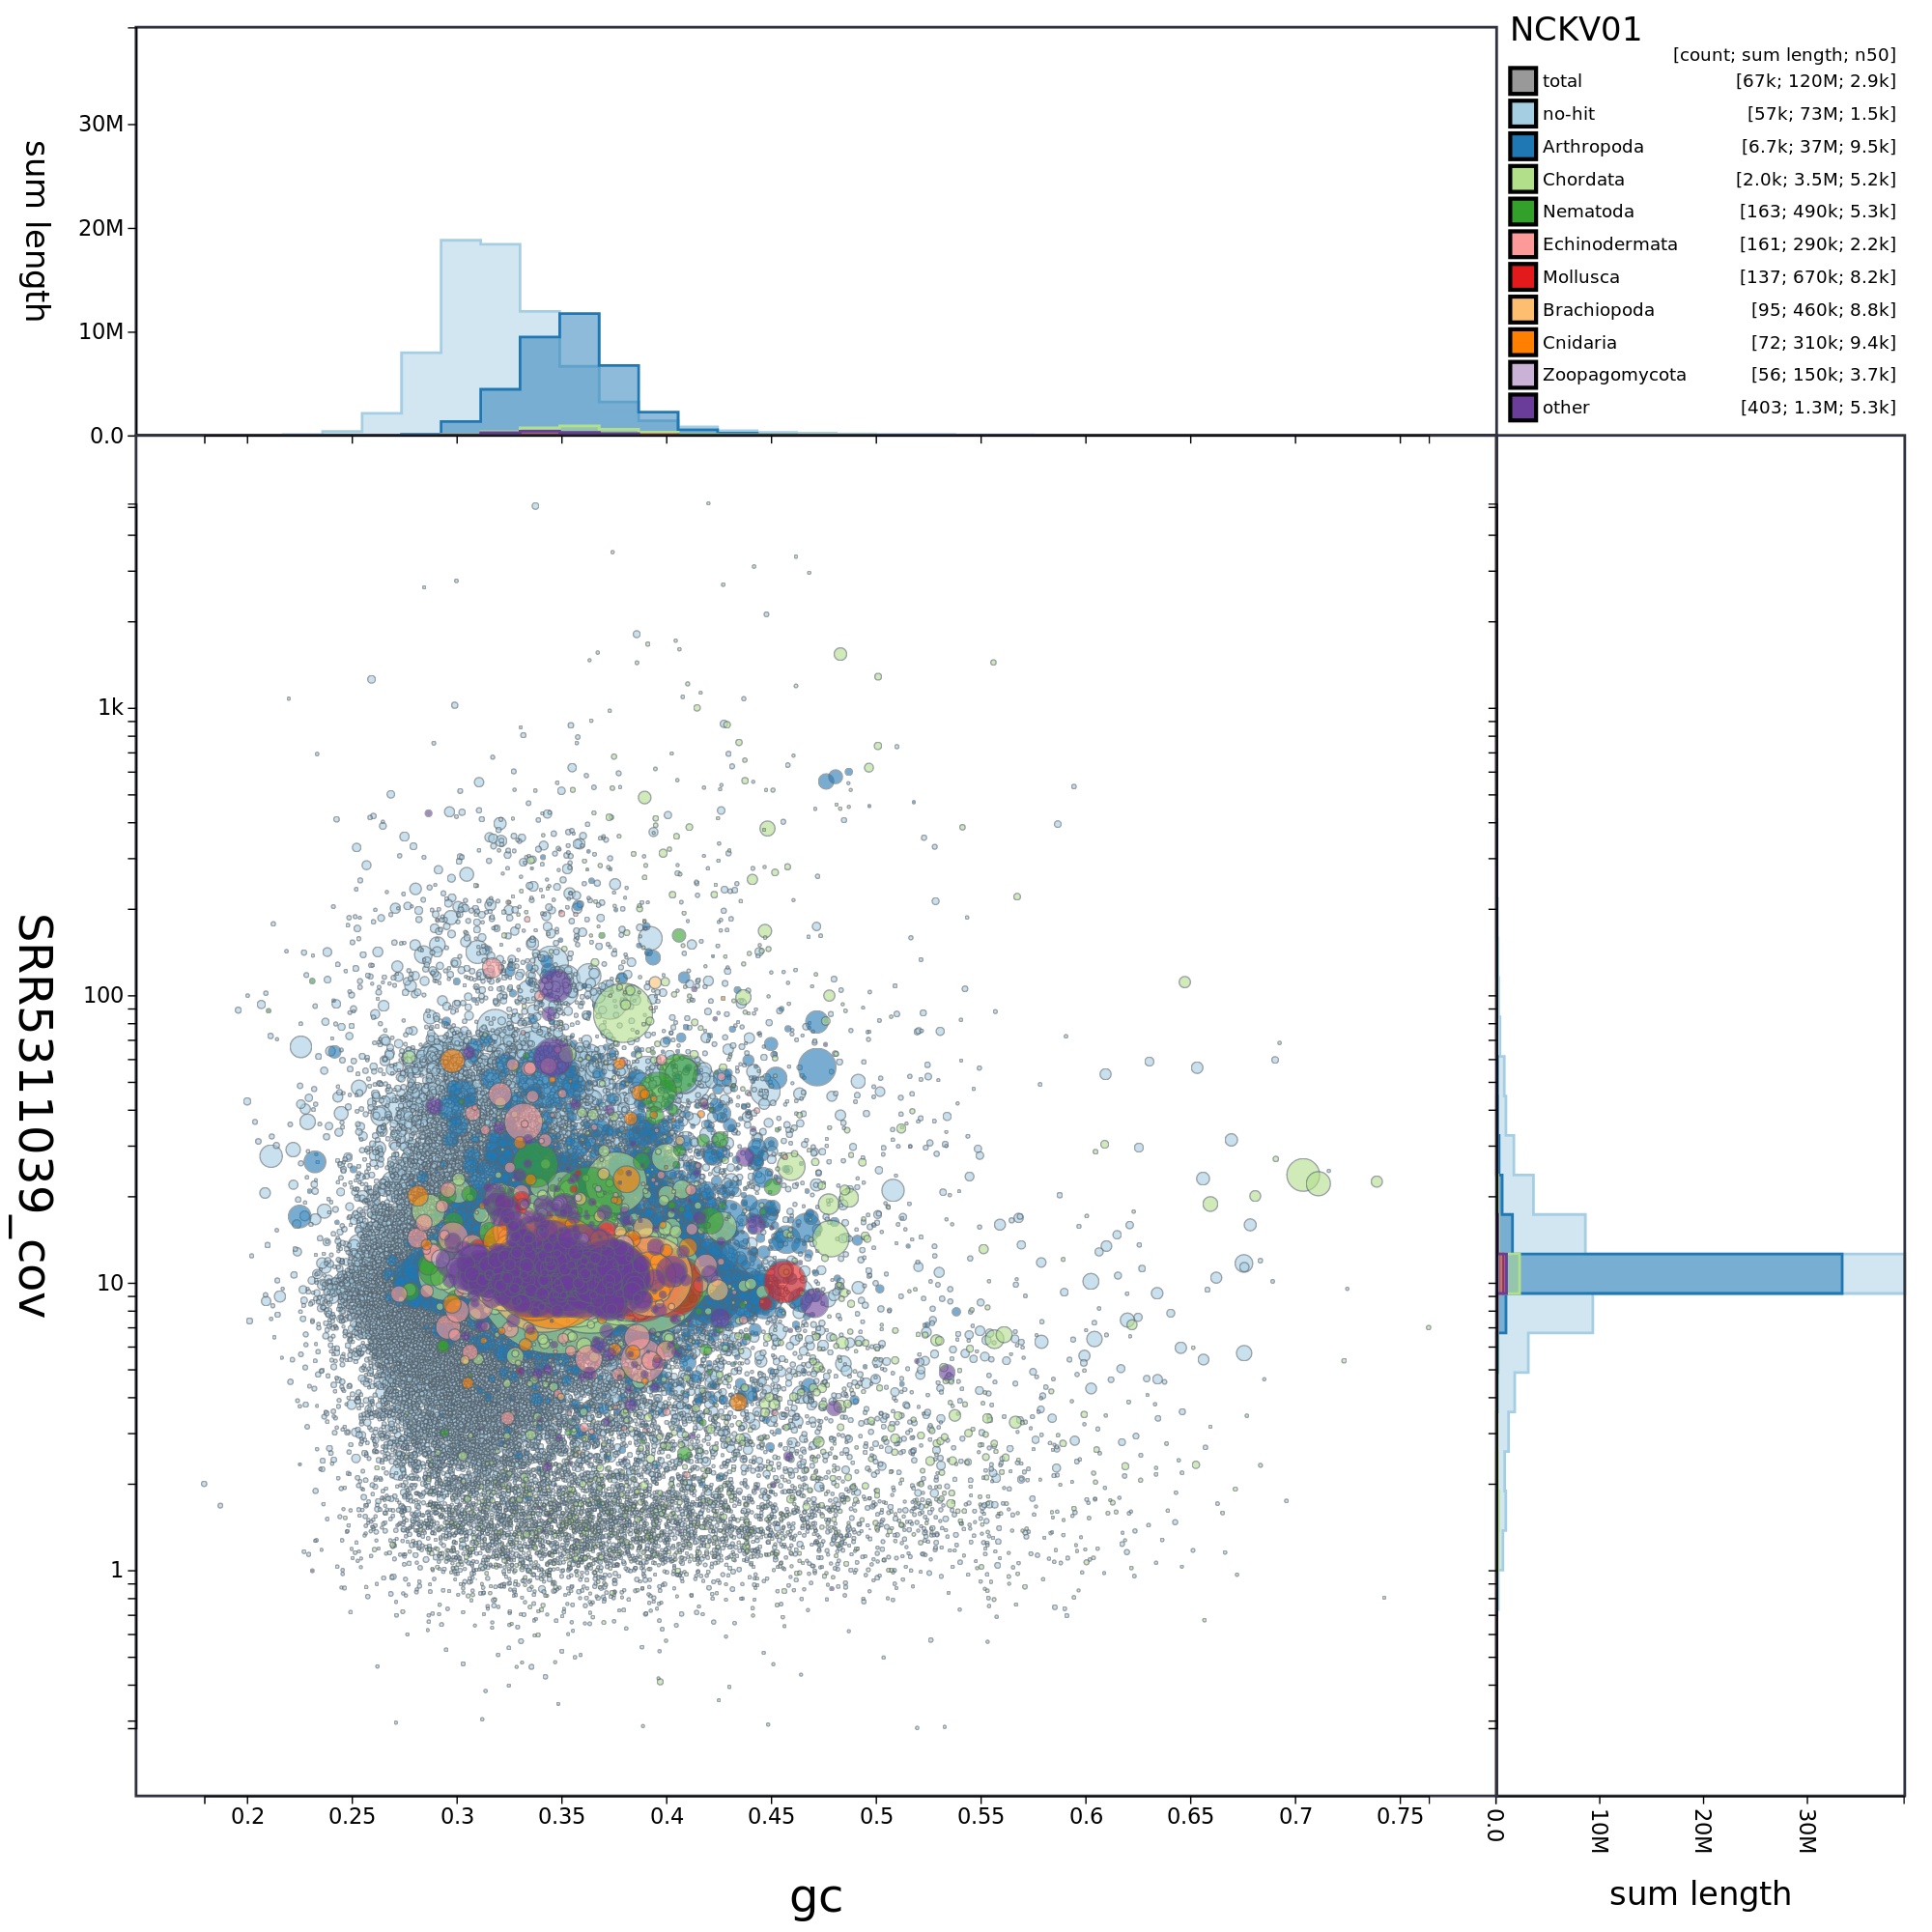 NCKV01
[count; sum length; n50]
total [67k; 120M; 2.9k]
no-hit [57k; 73M; 1.5k]
Arthropoda [6.7k; 37M; 9.5k]
Chordata [2.0k; 3.5M; 5.2k]
Nematoda [163; 490k; 5.3k]
Echinodermata [161; 290k; 2.2k]
Mollusca [137; 670k; 8.2k]
Brachiopoda [95; 460k; 8.8k]
Cnidaria [72; 310k; 9.4k]
Zoopagomycota [56; 150k; 3.7k]
other [403; 1.3M; 5.3k]
sum length
30M
20M
10M
0.0
SRR5311039_cov
1k
100
10
1
0.2 0.25 0.3 0.35 0.4 0.45 0.5 0.55 0.6 0.65 0.7 0.75
gc
0.0 10M 20M 30M
sum length